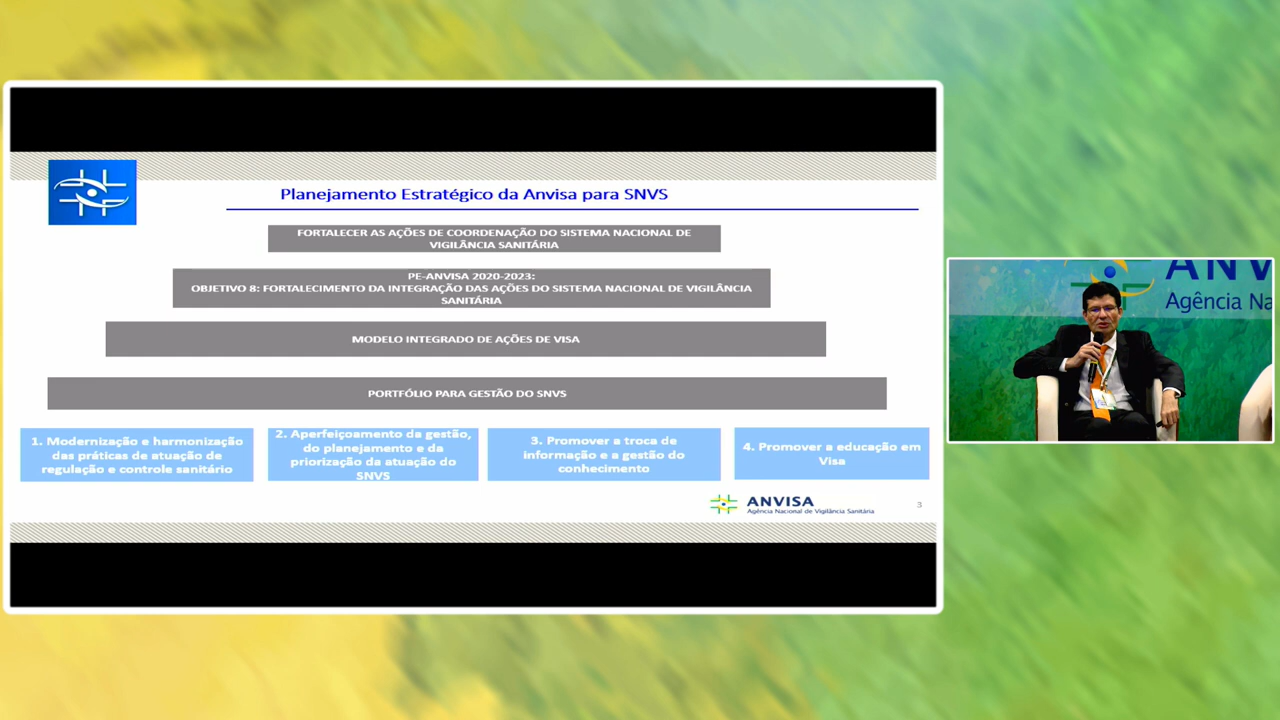 Planejamento Estratégico da Anvisa para SNVS
FORTALECER AS AÇÕES DE COORDENAÇÃO DO SISTEMA NACIONAL DE
VIGILÂNCIA SANITÁRIA
PE-ANVISA 2020-2023:
OBJETIVO 8: FORTALECIMENTO DA INTEGRAÇÃO DAS AÇÕES DO SISTEMA NACIONAL DE VIGILÂNCIA
SANITÁRIA
MODELO INTEGRADO DE AÇÕES DE VISA
PORTFÓLIO PARA GESTÃO DO SNVS
1. Modernização e harmonização
das práticas de atuação de
regulação e controle sanitário
2. Aperfeiçoamento da gestão,
do planejamento e da
priorização da atuação do
SNVS
3. Promover a troca de
informação e a gestão do
conhecimento
4. Promover a educação em
Visa
ANVISA
Agência Nacional de Vigilância Sanitária
3
ANV
Agência Na